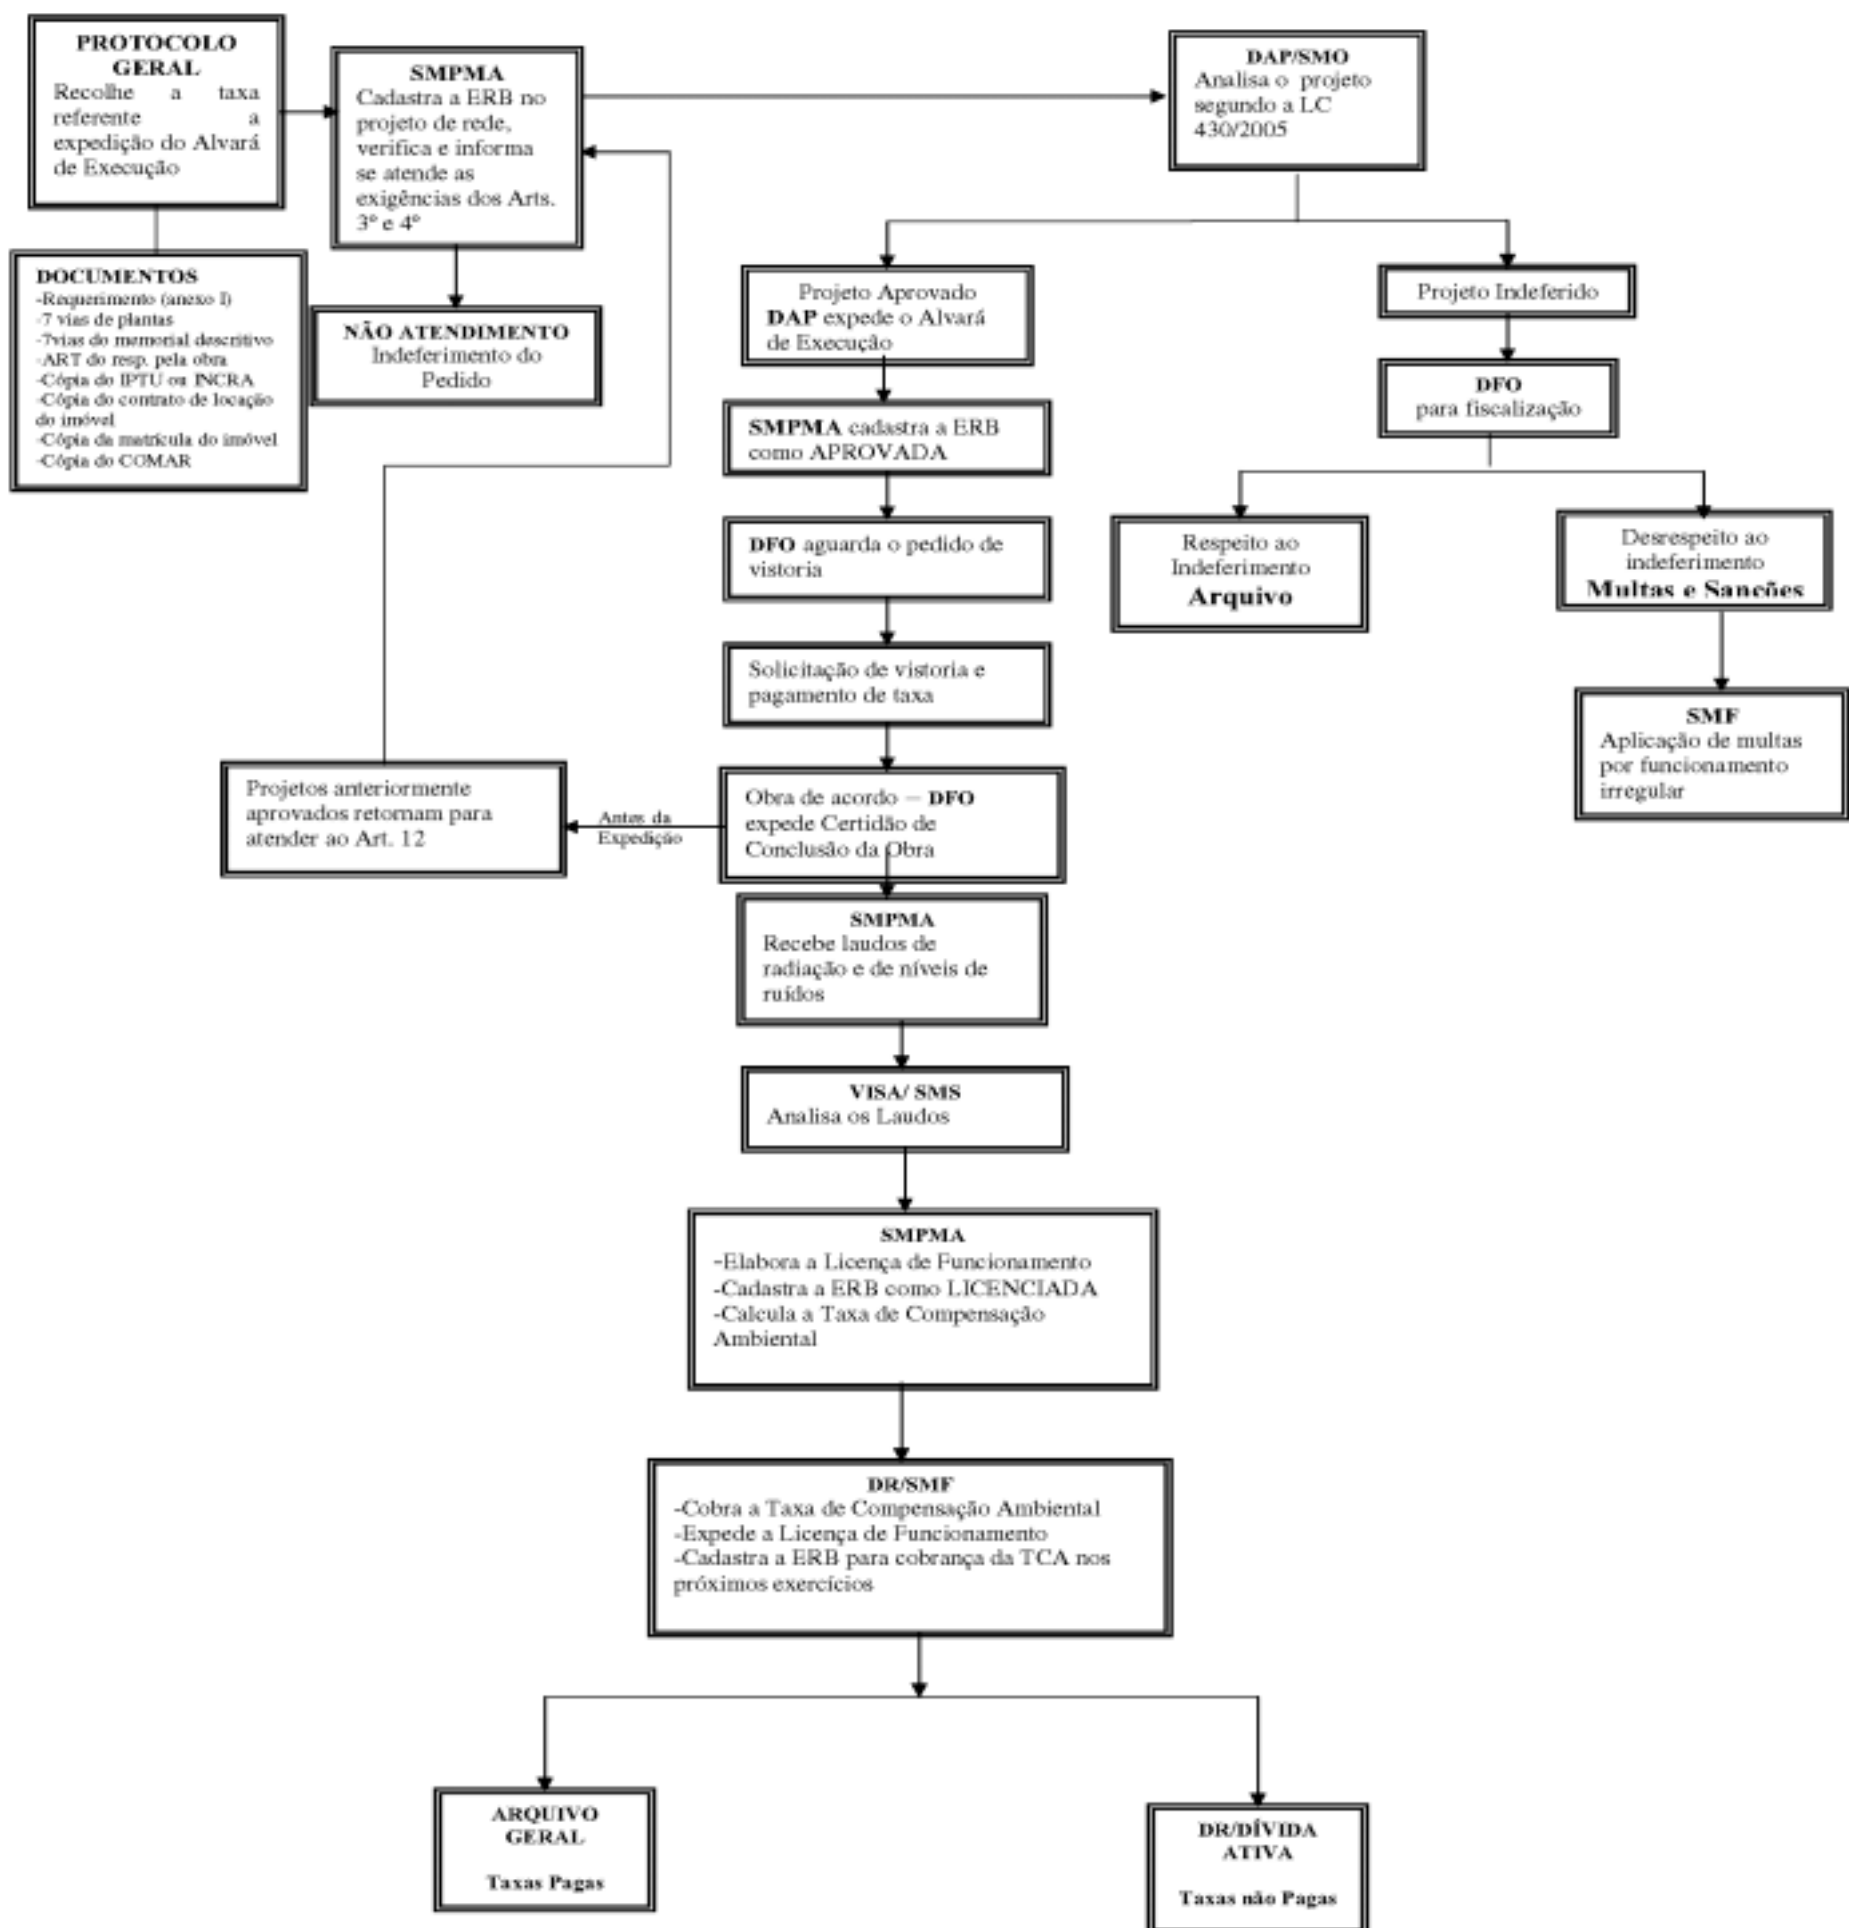 PROTOCOLO
GERAL
Recolhe a taxa
referente a
expedição do Alvará
de Execução
SMPMA
Cadastra a ERB no
projeto de rede,
verifica e informa
se atende as
exigências dos Arts.
3º e 4º
DAP/SMO
Analisa o projeto
segundo a LC
430/2005
DOCUMENTOS
-Requerimento (anexo I)
-7 vias de plantas
-7vias do memorial descritivo
-ART do resp. pela obra
-Cópia do IPTU ou INCRA
-Cópia do contrato de locação
do imóvel
-Cópia da matrícula do imóvel
-Cópia do COMAR
NÃO ATENDIMENTO
Indeferimento do
Pedido
Projeto Aprovado
DAP expede o Alvará
de Execução
Projeto Indeferido
DFO
para fiscalização
SMPMA cadastra a ERB
como APROVADA
DFO aguarda o pedido de
vistoria
Respeito ao
Indeferimento
Arquivo
Desrespeito ao
indeferimento
Multas e Sancões
Solicitação de vistoria e
pagamento de taxa
SMF
Aplicação de multas
por funcionamento
irregular
Projetos anteriormente
aprovados retornam para
atender ao Art. 12
Antes da
Expedição
Obra de acordo – DFO
expede Certidão de
Conclusão da Obra
SMPMA
Recebe laudos de
radiação e de níveis de
ruídos
VISA/ SMS
Analisa os Laudos
SMPMA
-Elabora a Licença de Funcionamento
-Cadastra a ERB como LICENCIADA
-Calcula a Taxa de Compensação
Ambiental
DR/SMF
-Cobra a Taxa de Compensação Ambiental
-Expede a Licença de Funcionamento
-Cadastra a ERB para cobrança da TCA nos
próximos exercícios
ARQUIVO
GERAL
Taxas Pagas
DR/DÍVIDA
ATIVA
Taxas não Pagas